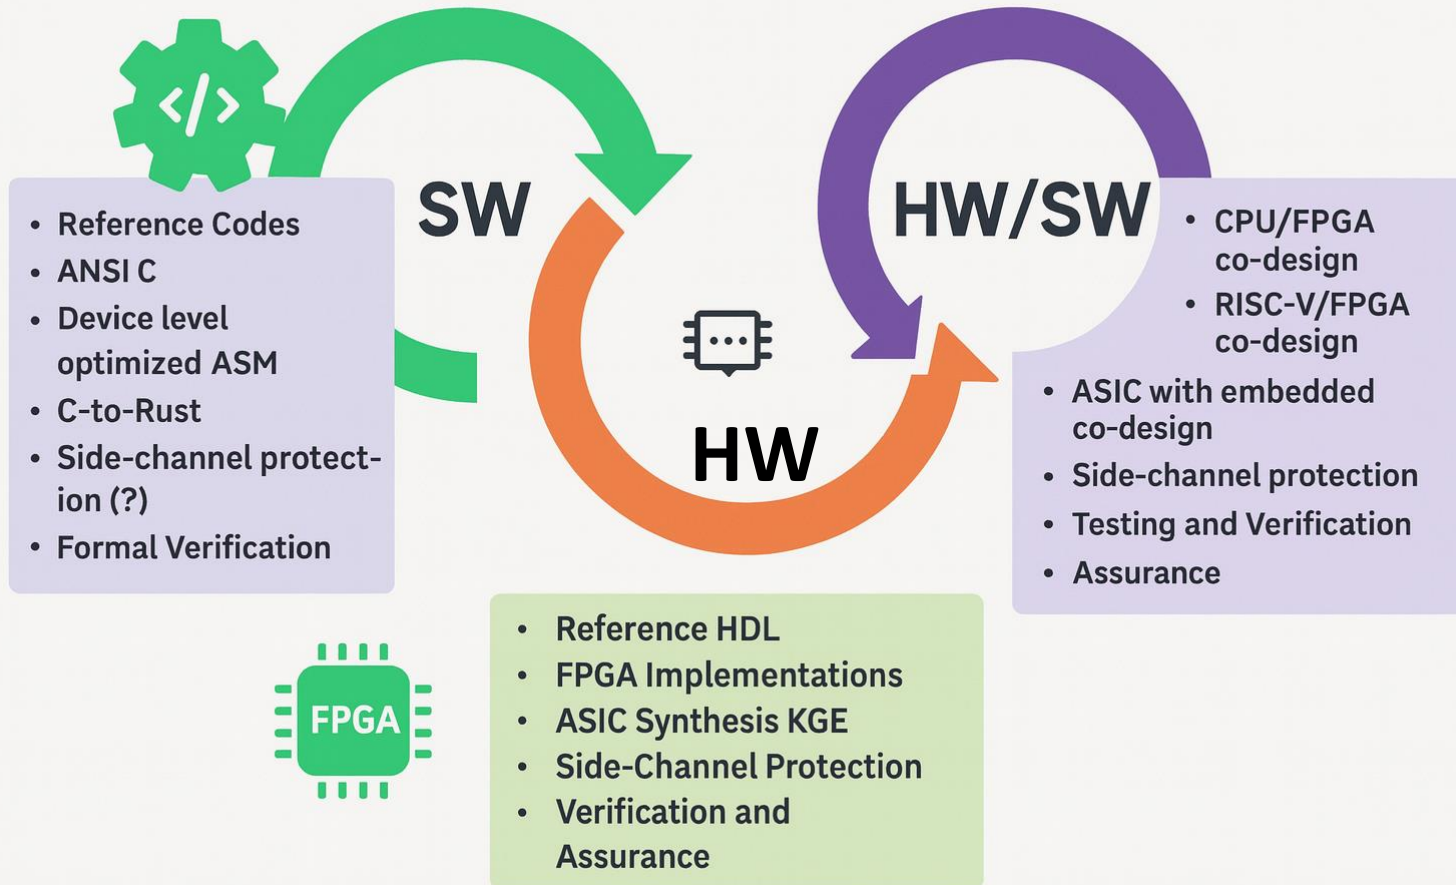 </>
SW
• Reference Codes
• ANSI C
• Device level
optimized ASM
• C-to-Rust
• Side-channel protect-
ion (?)
• Formal Verification
HW
FPGA
• Reference HDL
• FPGA Implementations
• ASIC Synthesis KGE
• Side-Channel Protection
• Verification and
Assurance
HW/SW
• CPU/FPGA
co-design
• RISC-V/FPGA
co-design
• ASIC with embedded
co-design
• Side-channel protection
• Testing and Verification
• Assurance